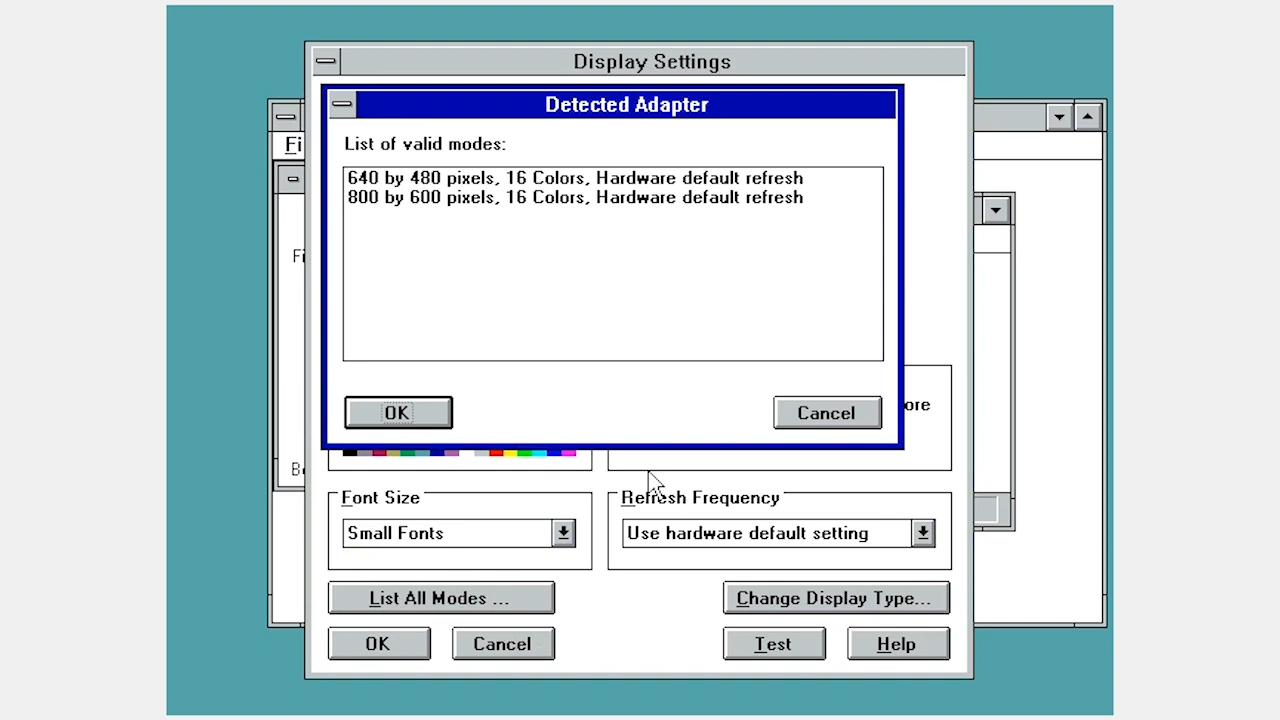 Display Settings
Detected Adapter
Fi
List of valid modes:
640 by 480 pixels, 16 Colors, Hardware default refresh
800 by 600 pixels, 16 Colors, Hardware default refresh
Fi
OK
Cancel
ore
Font Size
Refresh Frequency
Small Fonts
Use hardware default setting
List All Modes ...
Change Display Type...
OK
Cancel
Test
Help